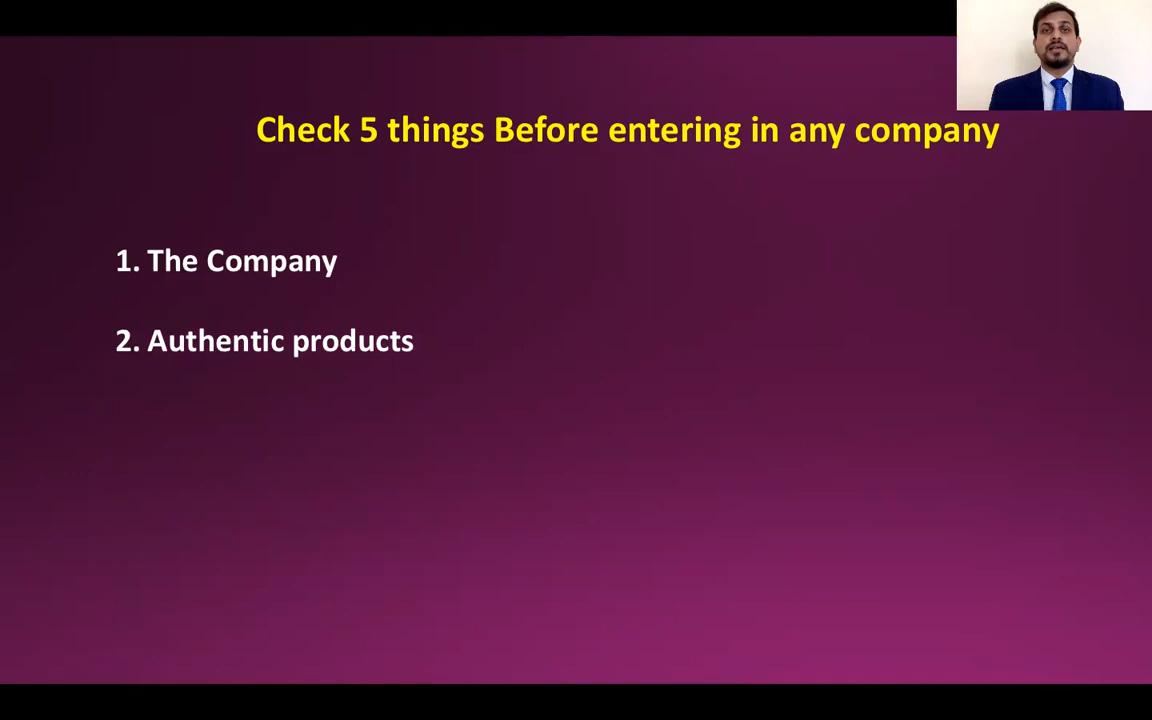 Check 5 things Before entering in any company
1. The Company
2. Authentic products